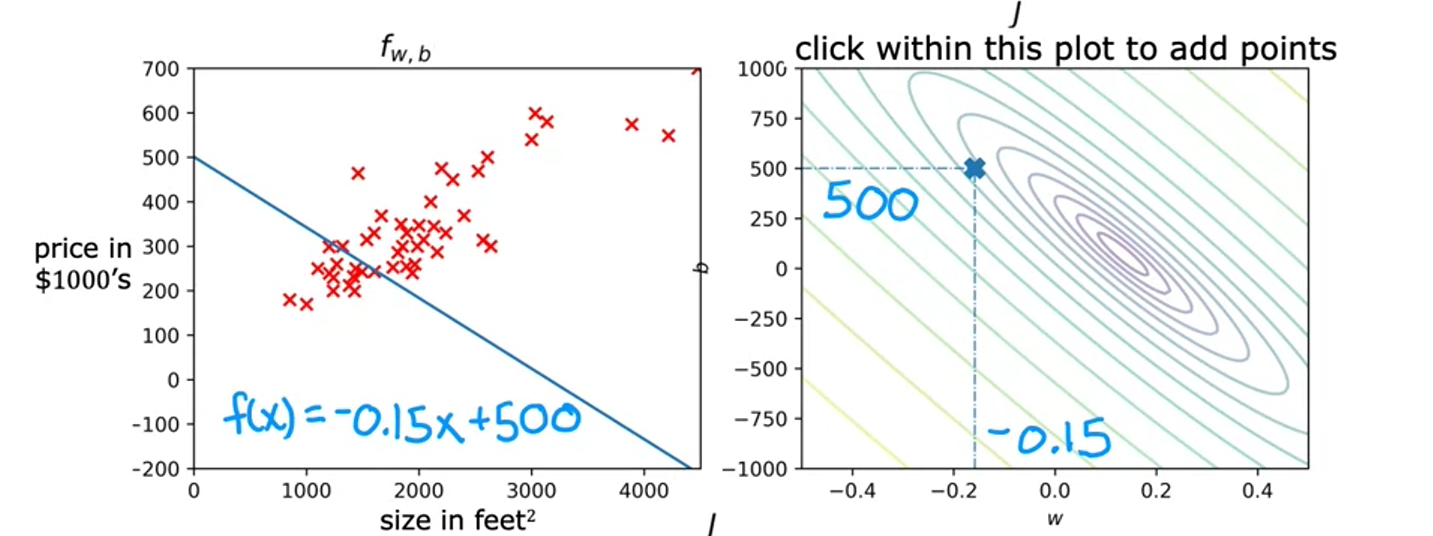 f_{w,b}
700
600
500
400
300
200
100
0
−100
−200
price in
$1000's
f(x) = -0.15x+500
0 1000 2000 3000 4000
size in feet²
J
J
click within this plot to add points
1000
750
500
250
0
−250
−500
−750
−1000
b
500
-0.15
−0.4 −0.2 0.0 0.2 0.4
w